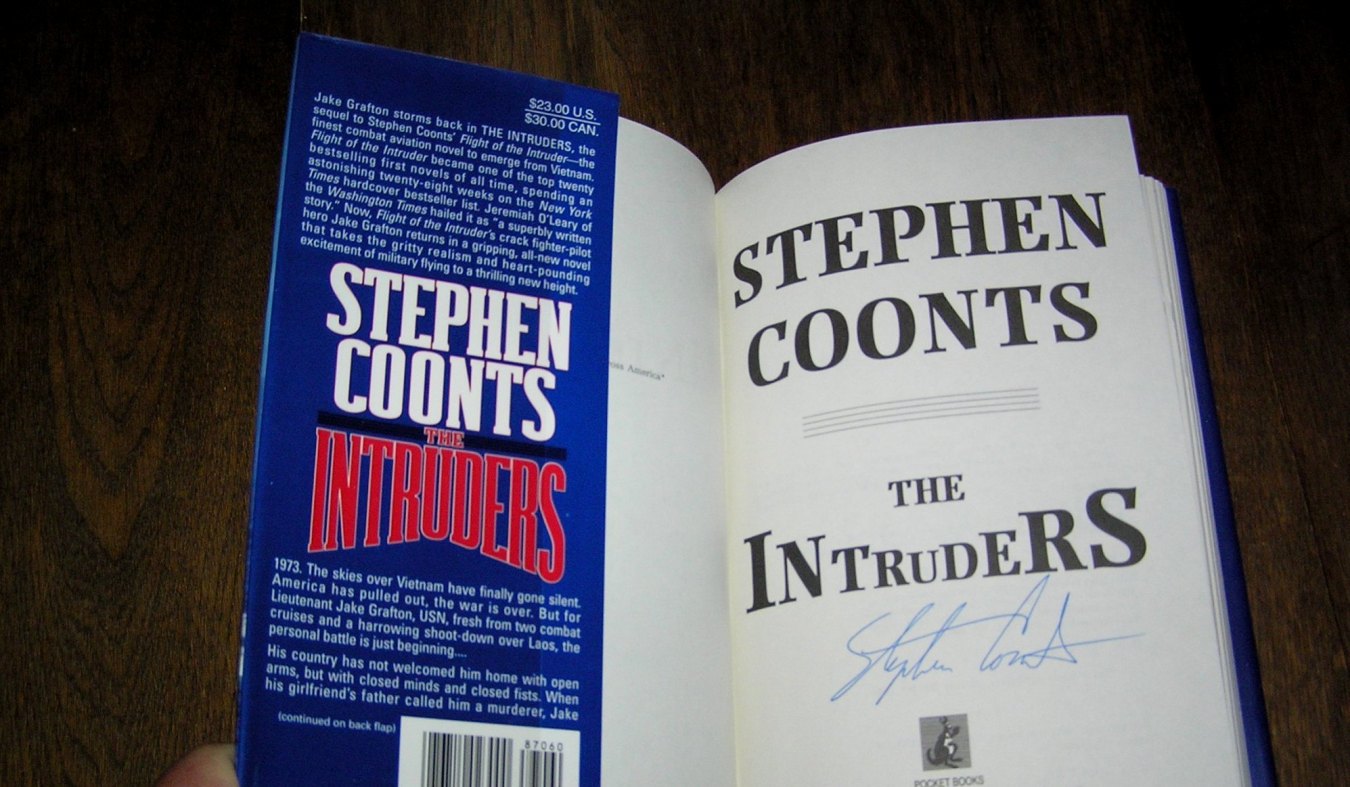 $23.00 U.S.
$30.00 CAN.
Jake Grafton storms back in THE INTRUDERS, the
sequel to Stephen Coonts' Flight of the Intruder—the
finest combat aviation novel to emerge from Vietnam.
Flight of the Intruder became one of the top twenty
bestselling first novels of all time, spending an
astonishing twenty-eight weeks on the New York
Times hardcover bestseller list. Jeremiah O'Leary of
the Washington Times hailed it as "a superbly written
story." Now, Flight of the Intruder's crack fighter-pilot
hero Jake Grafton returns in a gripping, all-new novel
that takes the gritty realism and heart-pounding
excitement of military flying to a thrilling new height.
STEPHEN
COONTS
THE
INTRUDERS
1973. The skies over Vietnam have finally gone silent.
America has pulled out, the war is over. But for
Lieutenant Jake Grafton, USN, fresh from two combat
cruises and a harrowing shoot-down over Laos, the
personal battle is just beginning....
His country has not welcomed him home with open
arms, but with closed minds and closed fists. When
his girlfriend's father called him a murderer, Jake
(continued on back flap)
87060
America*
STEPHEN
COONTS
THE
INTRUDERS
Stephen Coonts
POCKET BOOKS